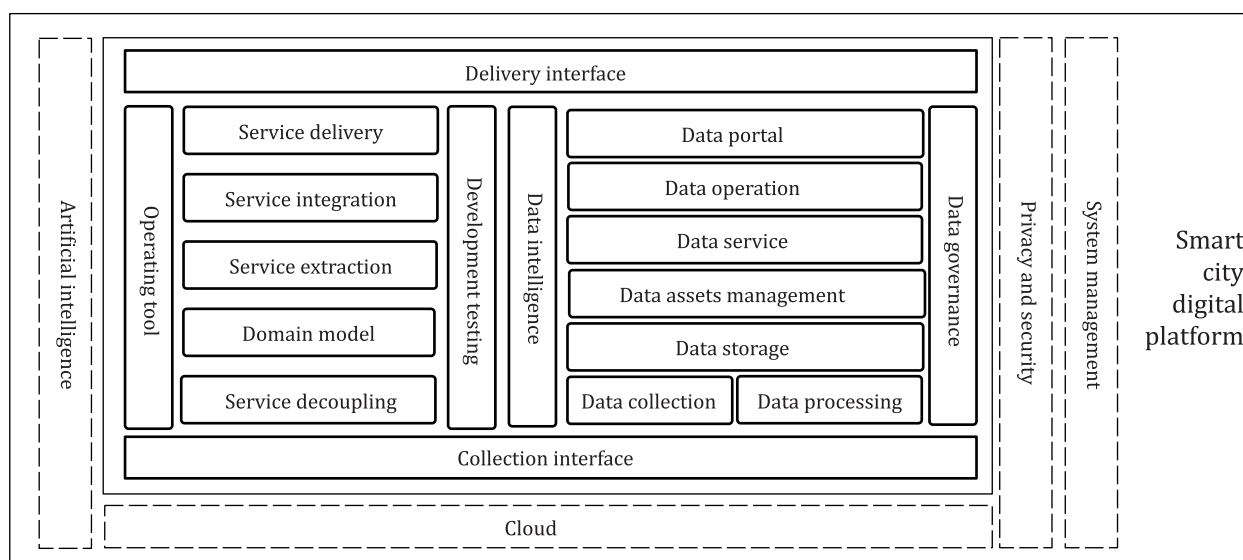 Delivery interface
Artificial intelligence
Operating tool
Service delivery
Service integration
Service extraction
Domain model
Service decoupling
Development testing
Data intelligence
Data portal
Data operation
Data service
Data assets management
Data storage
Data collection
Data processing
Data governance
Collection interface
Cloud
Privacy and security
System management
Smart
city
digital
platform